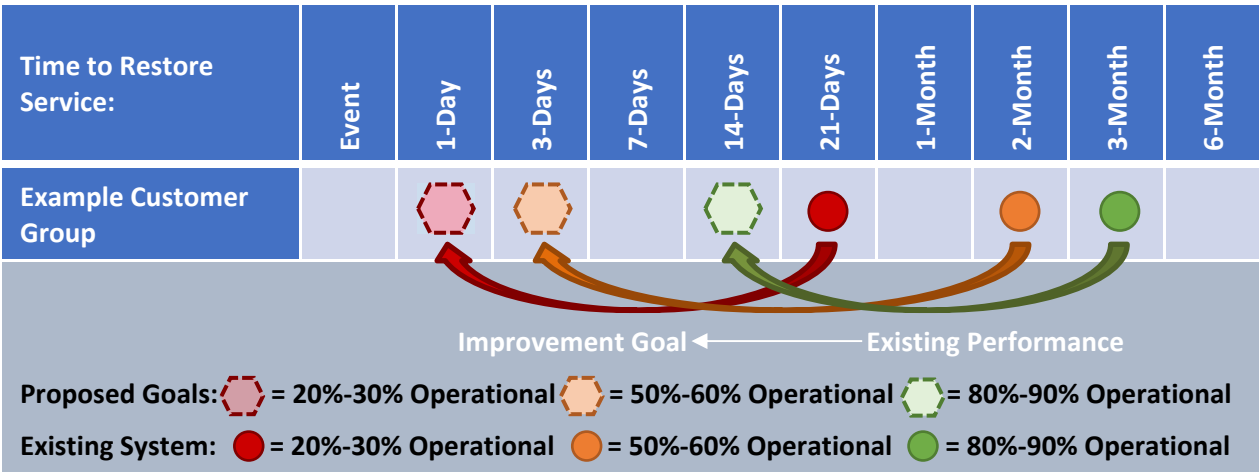 Time to Restore
Service:
Event
1-Day
3-Days
7-Days
14-Days
21-Days
1-Month
2-Month
3-Month
6-Month
Example Customer
Group
Improvement Goal
Existing Performance
Proposed Goals: = 20%-30% Operational = 50%-60% Operational = 80%-90% Operational
Existing System: = 20%-30% Operational = 50%-60% Operational = 80%-90% Operational